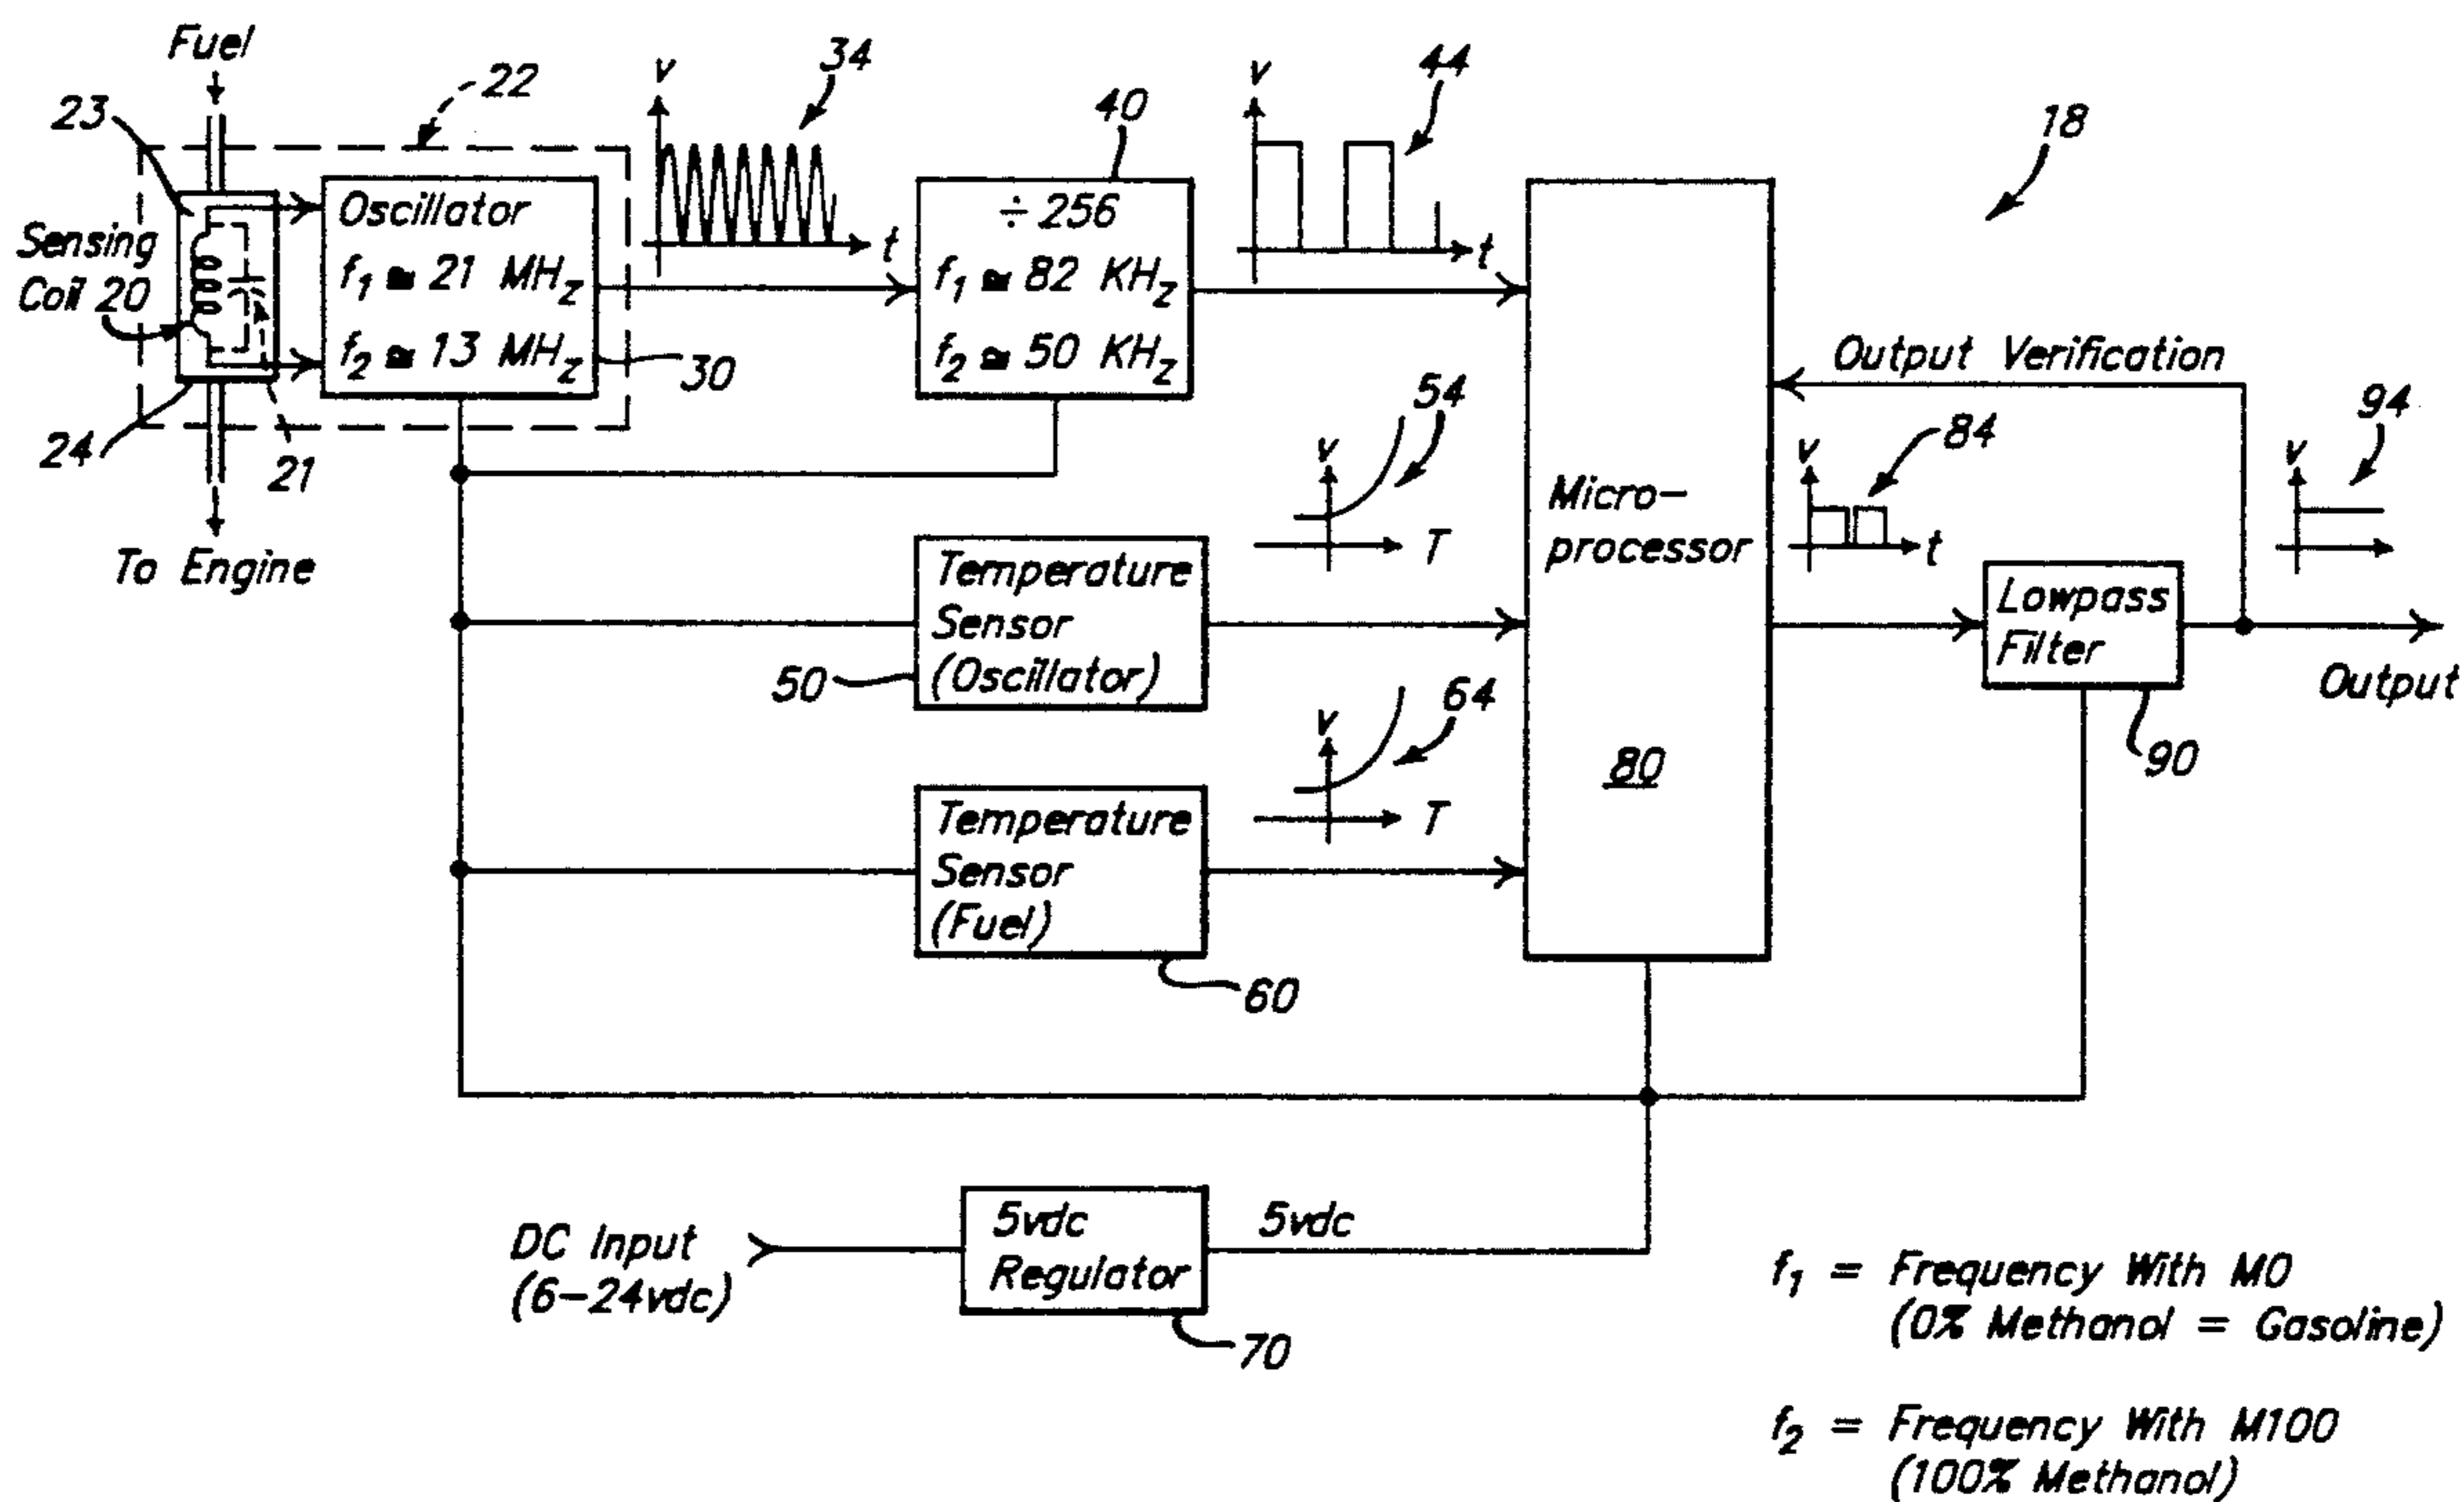 Fuel
23
22
v
34
t
Sensing
Coil 20
Oscillator
f₁ ≅ 21 MHz
f₂ ≅ 13 MHz
30
24
21
To Engine
40
÷ 256
f₁ ≅ 82 KHz
f₂ ≅ 50 KHz
v
44
t
18
Output Verification
54
v
T
Temperature
Sensor
(Oscillator)
50
64
v
T
Temperature
Sensor
(Fuel)
60
Micro-
processor
80
84
v
t
94
v
Lowpass
Filter
90
Output
DC Input
(6-24vdc)
5vdc
Regulator
70
5vdc
f₁ = Frequency With M0
(0% Methanol = Gasoline)
f₂ = Frequency With M100
(100% Methanol)